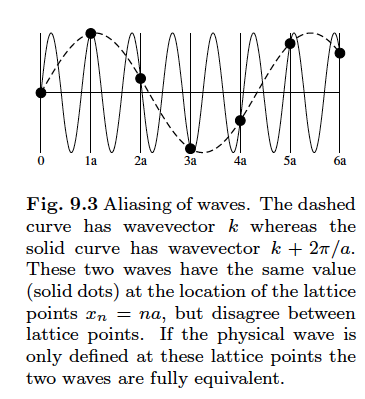 0 1a 2a 3a 4a 5a 6a
Fig. 9.3 Aliasing of waves. The dashed
curve has wavevector k whereas the
solid curve has wavevector k + 2π/a.
These two waves have the same value
(solid dots) at the location of the lattice
points xₙ = na, but disagree between
lattice points. If the physical wave is
only defined at these lattice points the
two waves are fully equivalent.